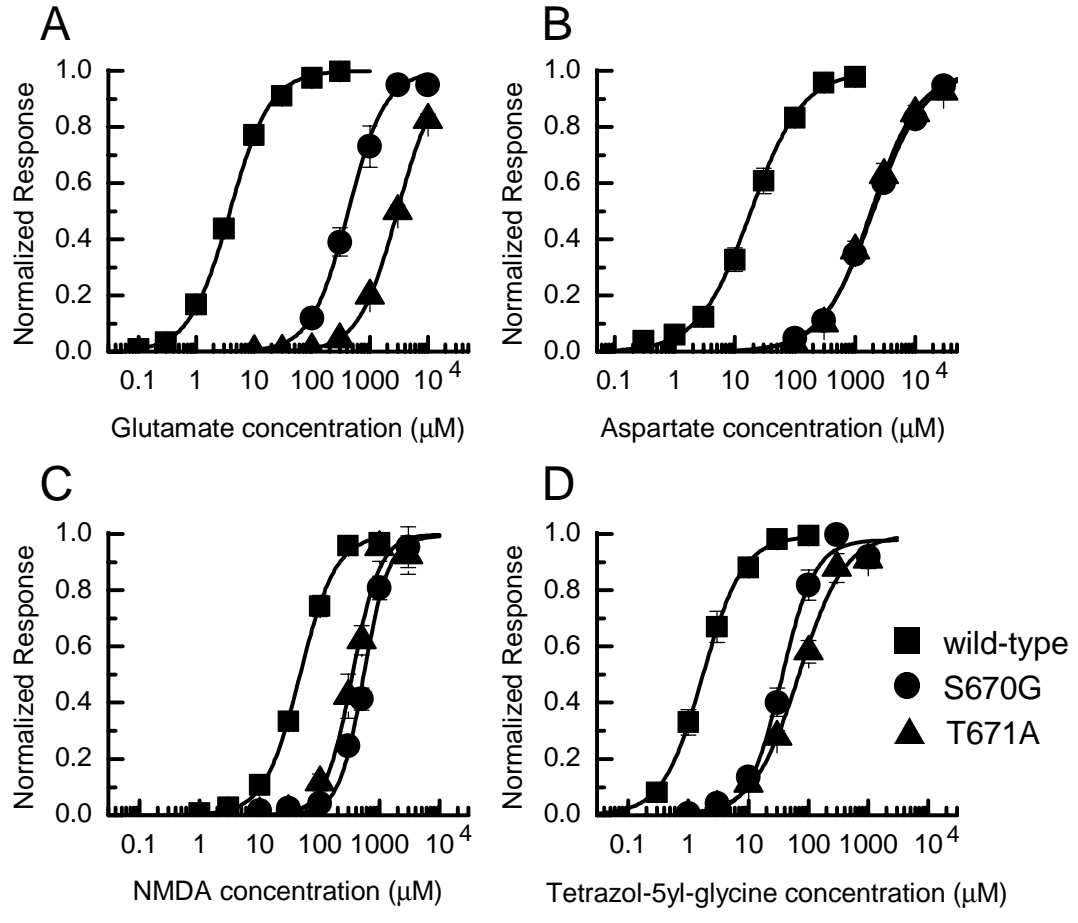 A
B
Normalized Response
1.0
0.8
0.6
0.4
0.2
0.0
0.1 1 10 100 1000 10 4
Glutamate concentration (μM)
Normalized Response
1.0
0.8
0.6
0.4
0.2
0.0
0.1 1 10 100 1000 10 4
Aspartate concentration (μM)
C
D
Normalized Response
1.0
0.8
0.6
0.4
0.2
0.0
0.1 1 10 100 1000 10 4
NMDA concentration (μM)
Normalized Response
1.0
0.8
0.6
0.4
0.2
0.0
0.1 1 10 100 1000 10 4
Tetrazol-5yl-glycine concentration (μM)
wild-type
S670G
T671A